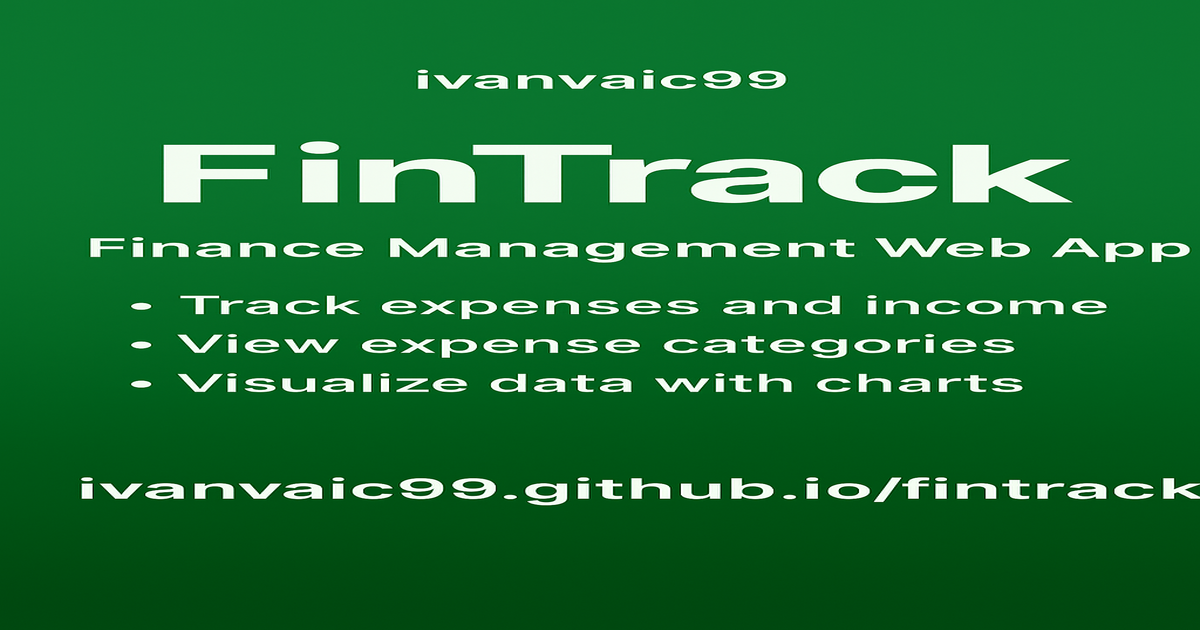 ivanvaic99
FinTrack
Finance Management Web App
• Track expenses and income
• View expense categories
• Visualize data with charts
ivanvaic99.github.io/fintrack